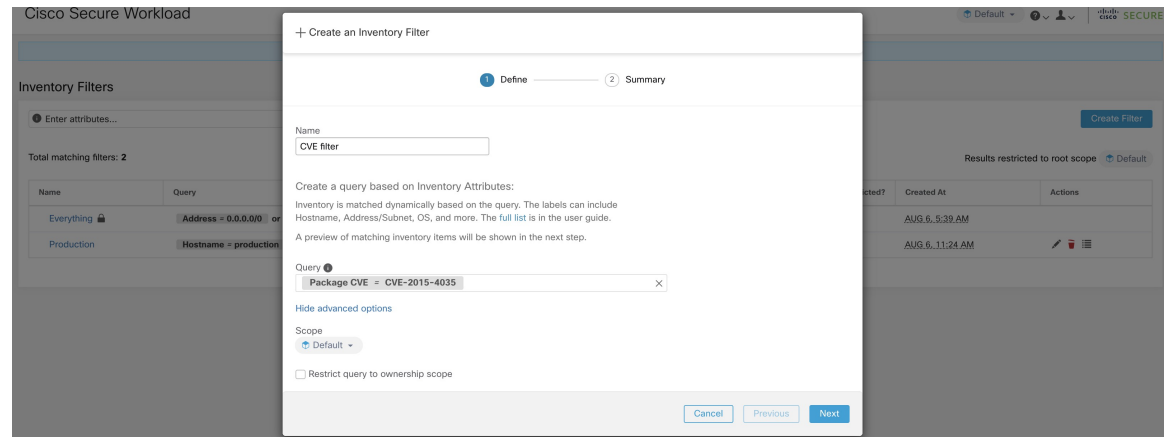 Cisco Secure Workload
Default
CISCO SECURE
Inventory Filters
Enter attributes...
Create Filter
Total matching filters: 2
Results restricted to root scope Default
Name Query Created At Actions
Everything Address = 0.0.0.0/0 or AUG 6, 5:39 AM
Production Hostname = production AUG 6, 11:24 AM
+ Create an Inventory Filter
1 Define 2 Summary
Name
CVE filter
Create a query based on Inventory Attributes:
Inventory is matched dynamically based on the query. The labels can include
Hostname, Address/Subnet, OS, and more. The full list is in the user guide.
A preview of matching inventory items will be shown in the next step.
Query
Package CVE = CVE-2015-4035
Hide advanced options
Scope
Default
Restrict query to ownership scope
Cancel Previous Next